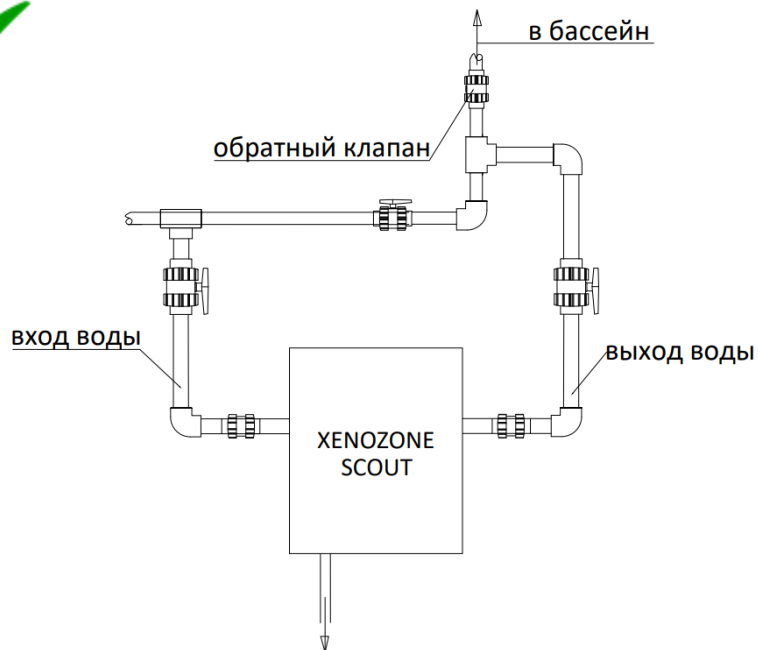 в бассейн
обратный клапан
вход воды
выход воды
XENOZONE
SCOUT